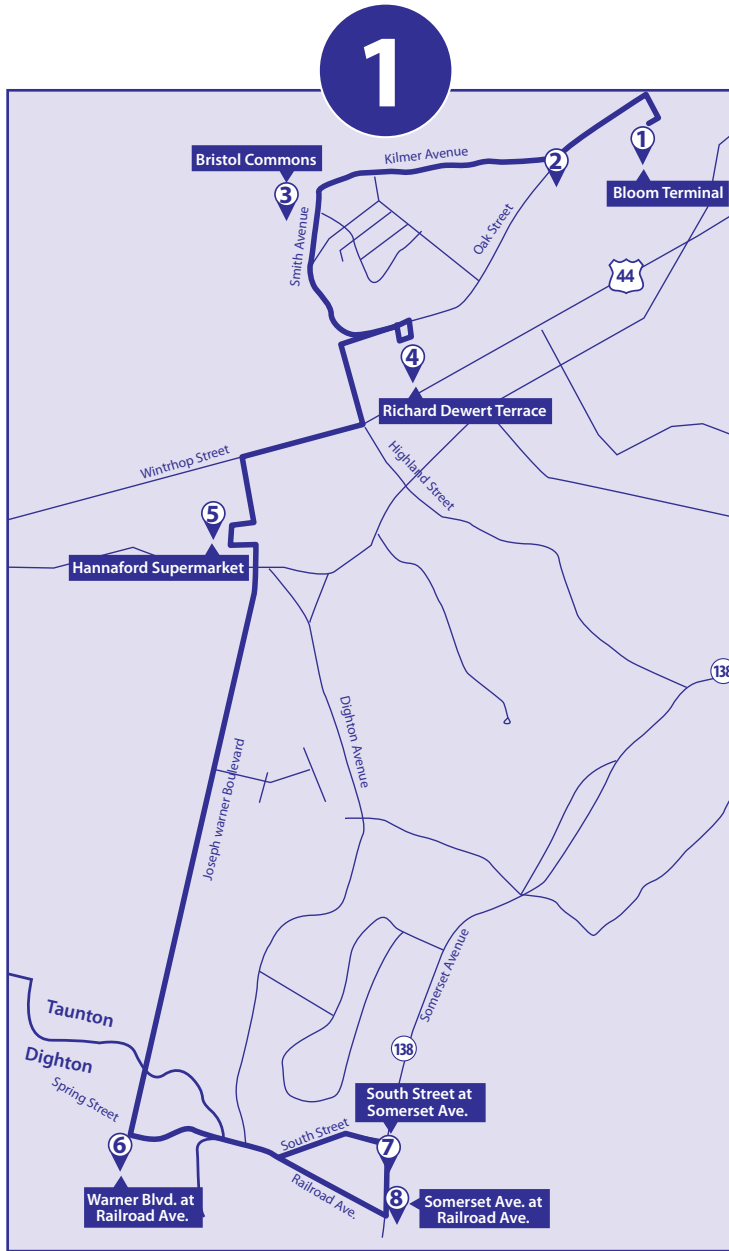 1
Kilmer Avenue
Bristol Commons
3
2
1
Bloom Terminal
Smith Avenue
Oak Street
44
4
Richard Dewert Terrace
Wintrhop Street
Highland Street
5
Hannaford Supermarket
138
Dighton Avenue
Joseph warner Boulevard
Somerset Avenue
Taunton
Dighton
Spring Street
138
South Street at
Somerset Ave.
South Street
6
7
Railroad Ave.
8
Warner Blvd. at
Railroad Ave.
Somerset Ave. at
Railroad Ave.